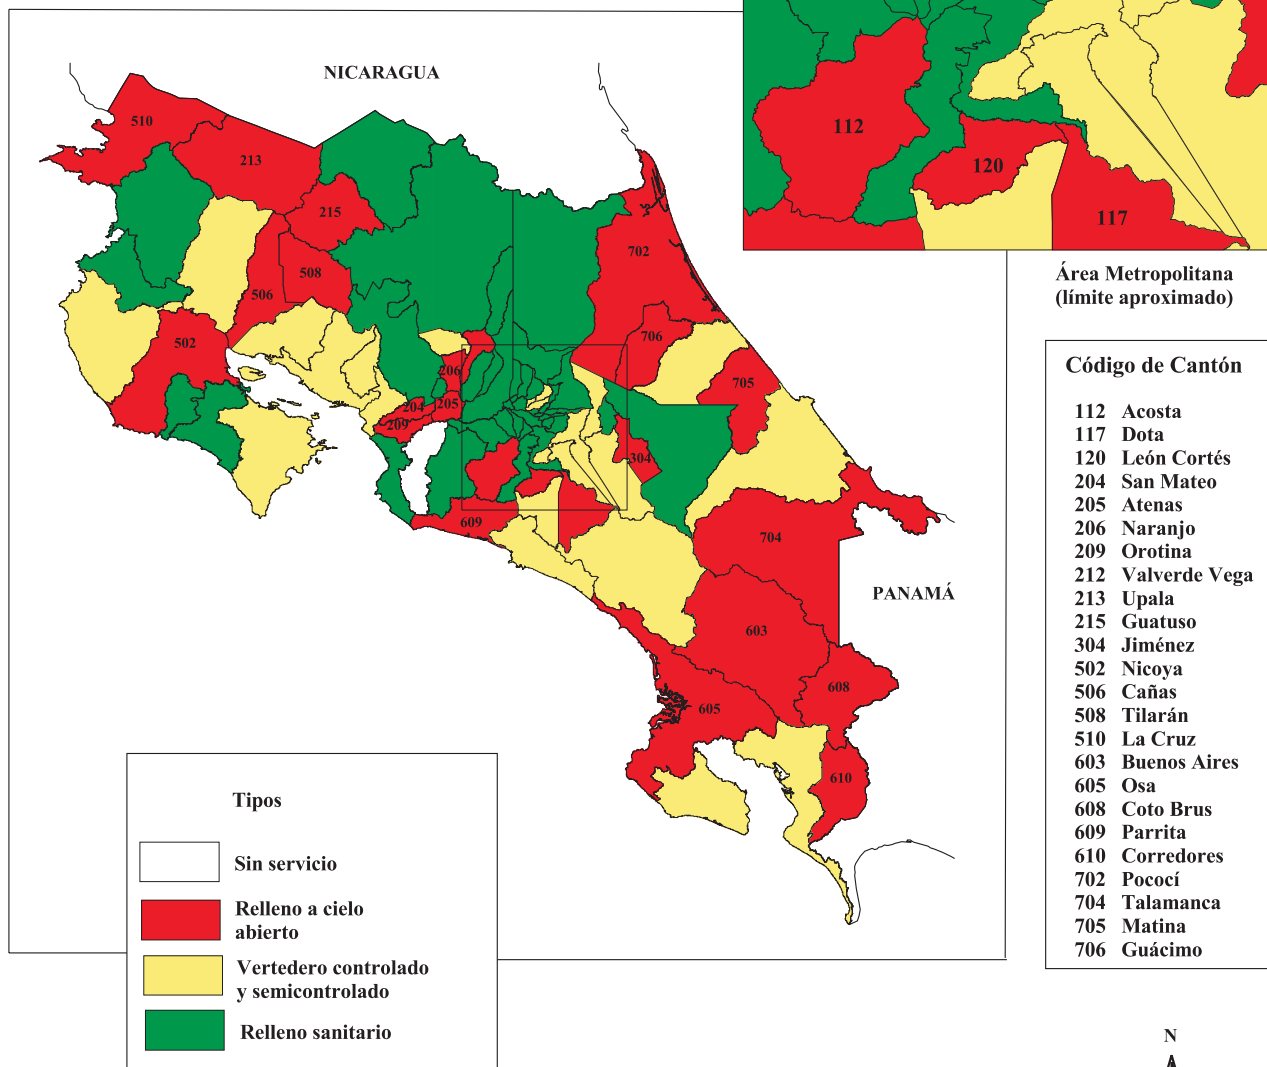 NICARAGUA
510
213
215
702
508
506
502
706
206
705
204
205
209
304
609
704
603
608
605
610
PANAMÁ
112
120
117
Área Metropolitana
(límite aproximado)
Código de Cantón
112 Acosta
117 Dota
120 León Cortés
204 San Mateo
205 Atenas
206 Naranjo
209 Orotina
212 Valverde Vega
213 Upala
215 Guatuso
304 Jiménez
502 Nicoya
506 Cañas
508 Tilarán
510 La Cruz
603 Buenos Aires
605 Osa
608 Coto Brus
609 Parrita
610 Corredores
702 Pococí
704 Talamanca
705 Matina
706 Guácimo
Tipos
Sin servicio
Relleno a cielo
abierto
Vertedero controlado
y semicontrolado
Relleno sanitario
N